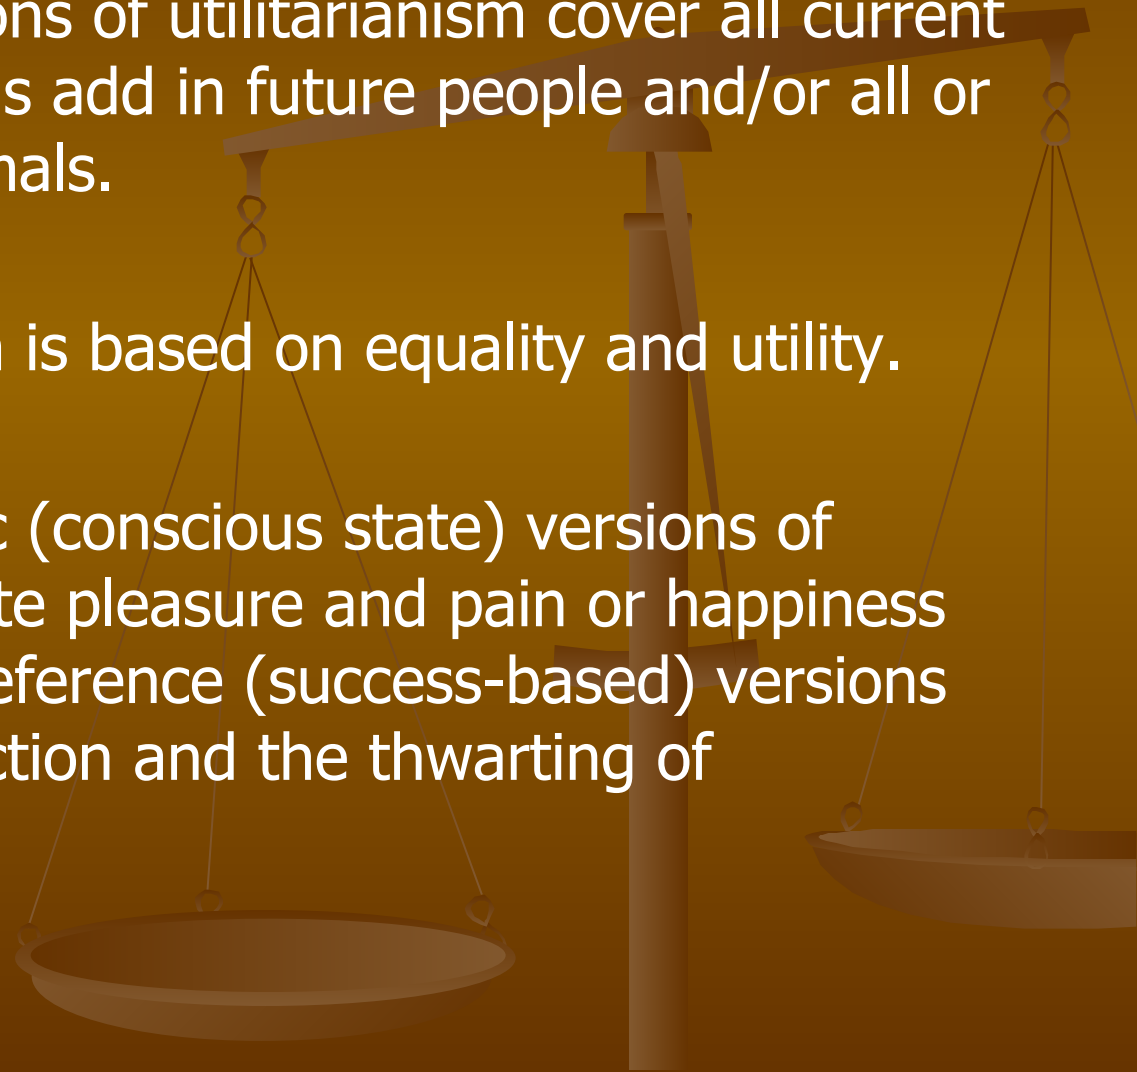 ons of utilitarianism cover all current
s add in future people and/or all or
nals.
is based on equality and utility.
c (conscious state) versions of
te pleasure and pain or happiness
eference (success-based) versions
ction and the thwarting of